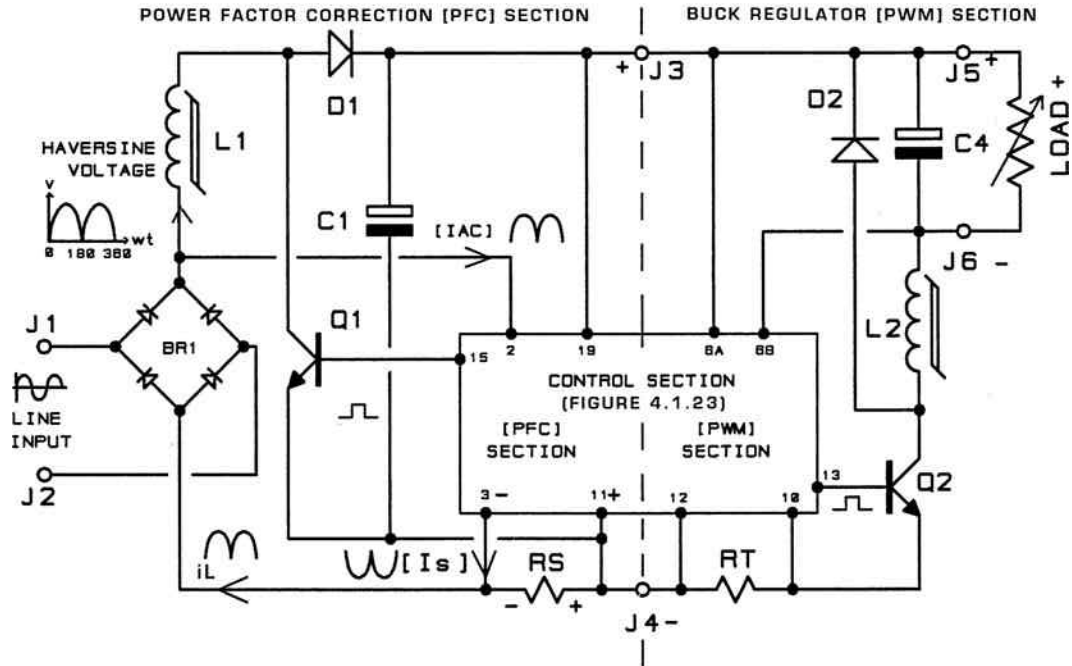 POWER FACTOR CORRECTION [PFC] SECTION
BUCK REGULATOR [PWM] SECTION
+ J3
J5 +
D1
D2
L1
HAVERSINE
VOLTAGE
C4
LOAD +
V
C1
[IAC]
0 180 360 wt
J6 -
J1
Q1
L2
BR1
2
19
6A
6B
15
CONTROL SECTION
(FIGURE 4.1.23)
LINE
INPUT
[PFC]
SECTION
[PWM]
SECTION
13
Q2
J2
3 -
11 +
12
10
iL
[Is]
RS
RT
- +
J4-